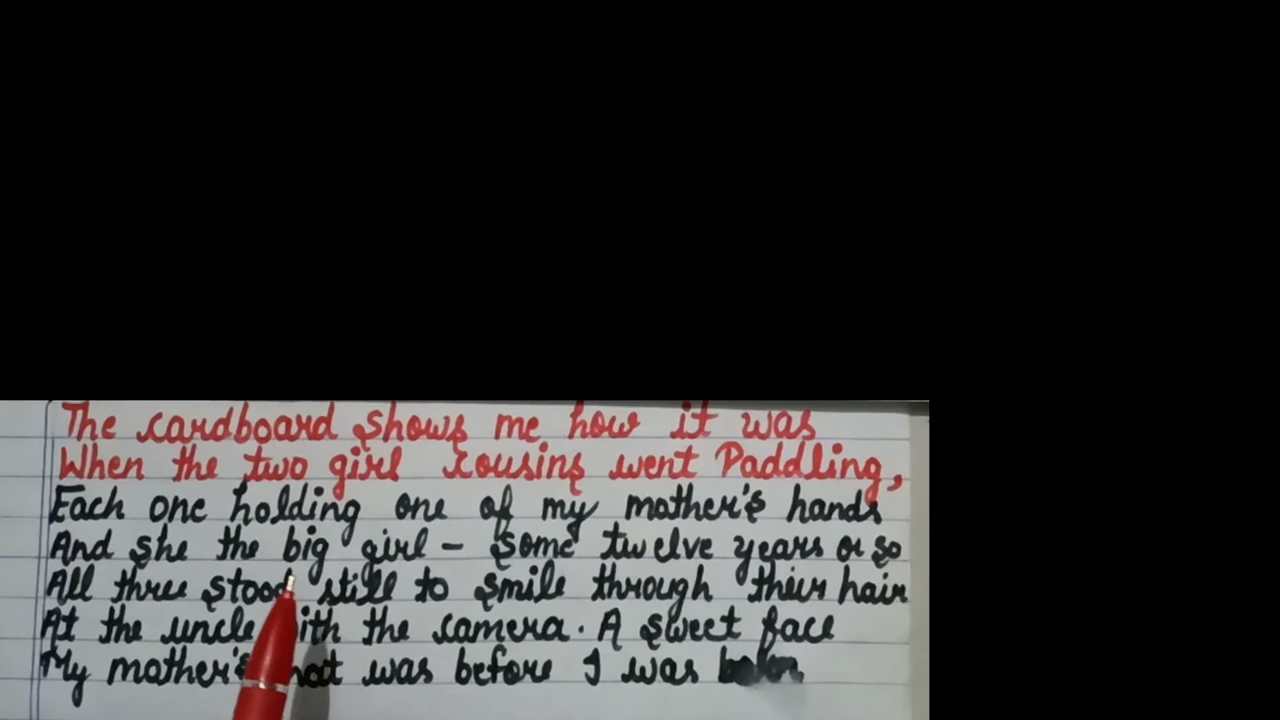 The cardboard shows me how it was
When the two girl cousins went Paddling,
Each one holding one of my mother's hands
And she the big girl - some twelve years or so
All three stood still to smile through their hair
At the uncle with the camera. A sweet face
My mother's that was before I was